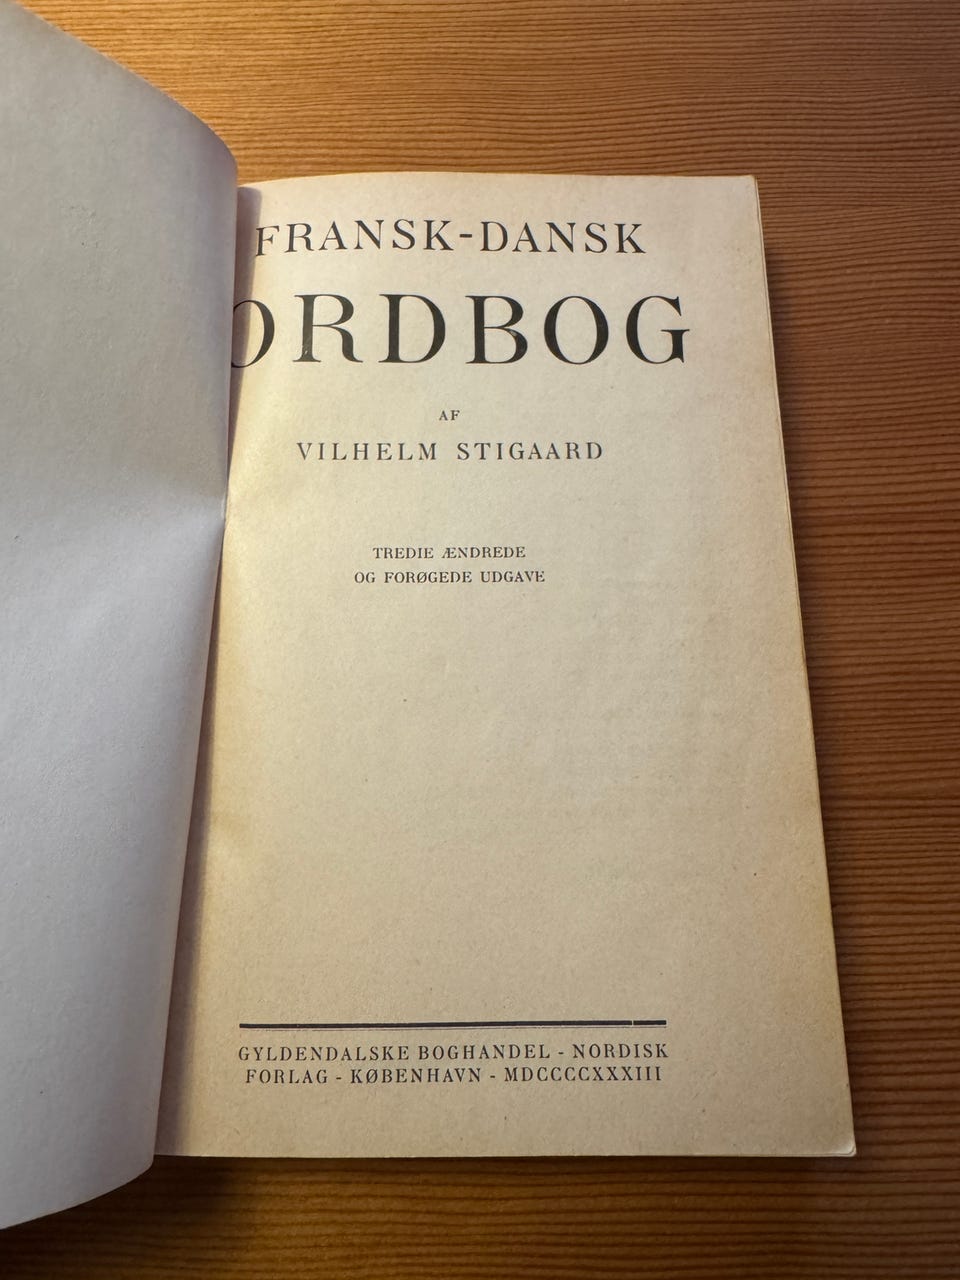 FRANSK-DANSK
ORDBOG
AF
VILHELM STIGAARD
TREDIE ÆNDREDE
OG FORØGEDE UDGAVE
GYLDENDALSKE BOGHANDEL - NORDISK
FORLAG - KØBENHAVN - MDCCCCXXXIII